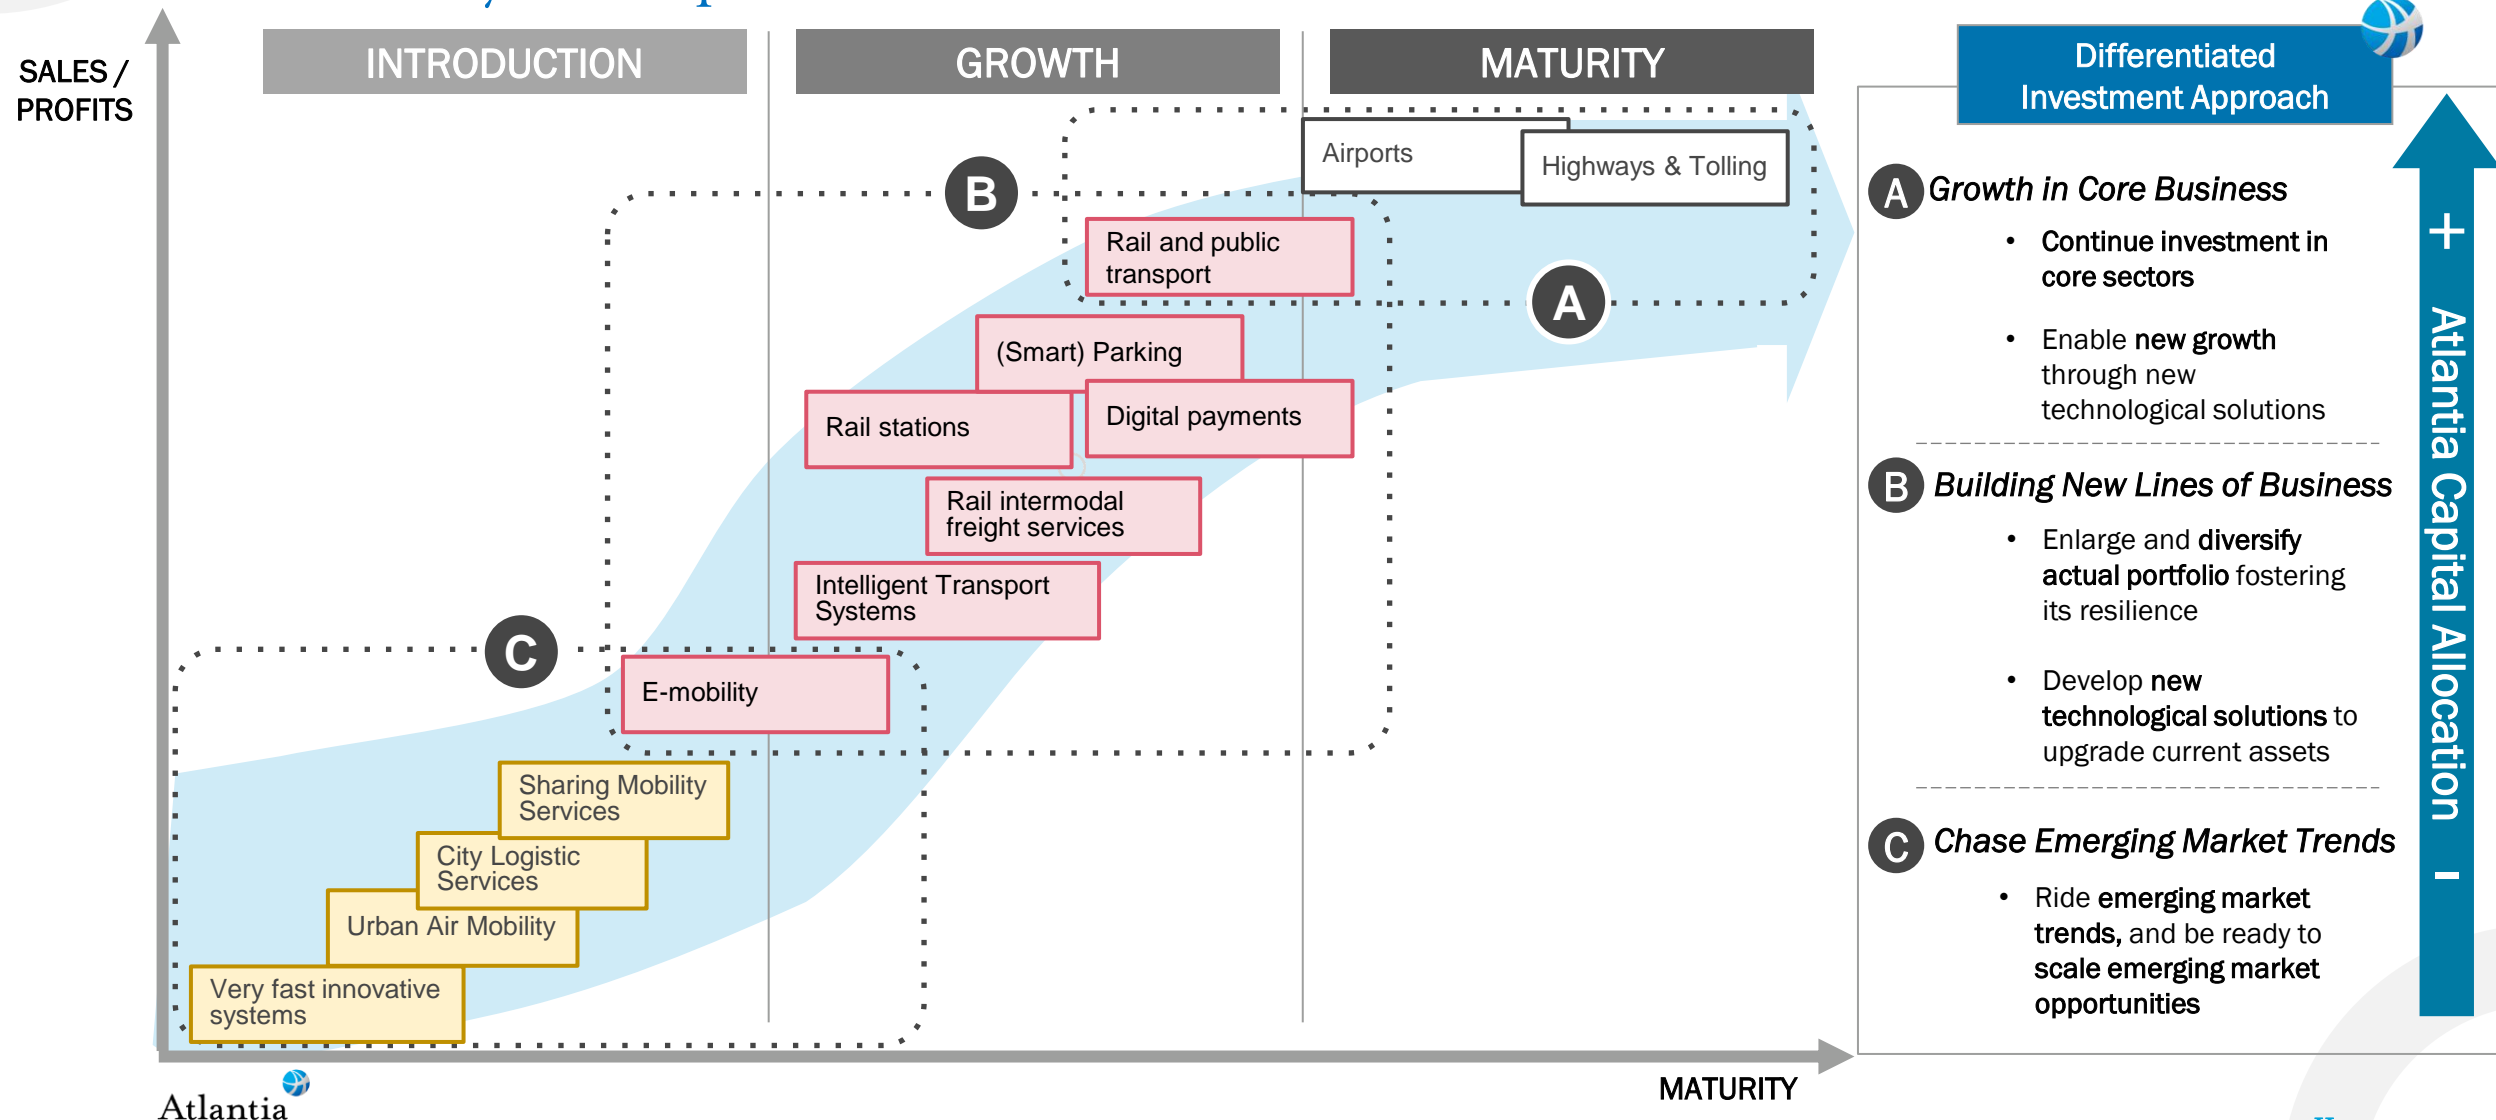 SALES /
PROFITS
INTRODUCTION
GROWTH
MATURITY
Airports
Highways & Tolling
B
Rail and public
transport
A
(Smart) Parking
Digital payments
Rail stations
Rail intermodal
freight services
Intelligent Transport
Systems
C
E-mobility
Sharing Mobility
Services
City Logistic
Services
Urban Air Mobility
Very fast innovative
systems
MATURITY
Atlantia
Differentiated
Investment Approach
A Growth in Core Business
• Continue investment in
core sectors
• Enable new growth
through new
technological solutions
B Building New Lines of Business
• Enlarge and diversify
actual portfolio fostering
its resilience
• Develop new
technological solutions to
upgrade current assets
C Chase Emerging Market Trends
• Ride emerging market
trends, and be ready to
scale emerging market
opportunities
+ Atlantia Capital Allocation -